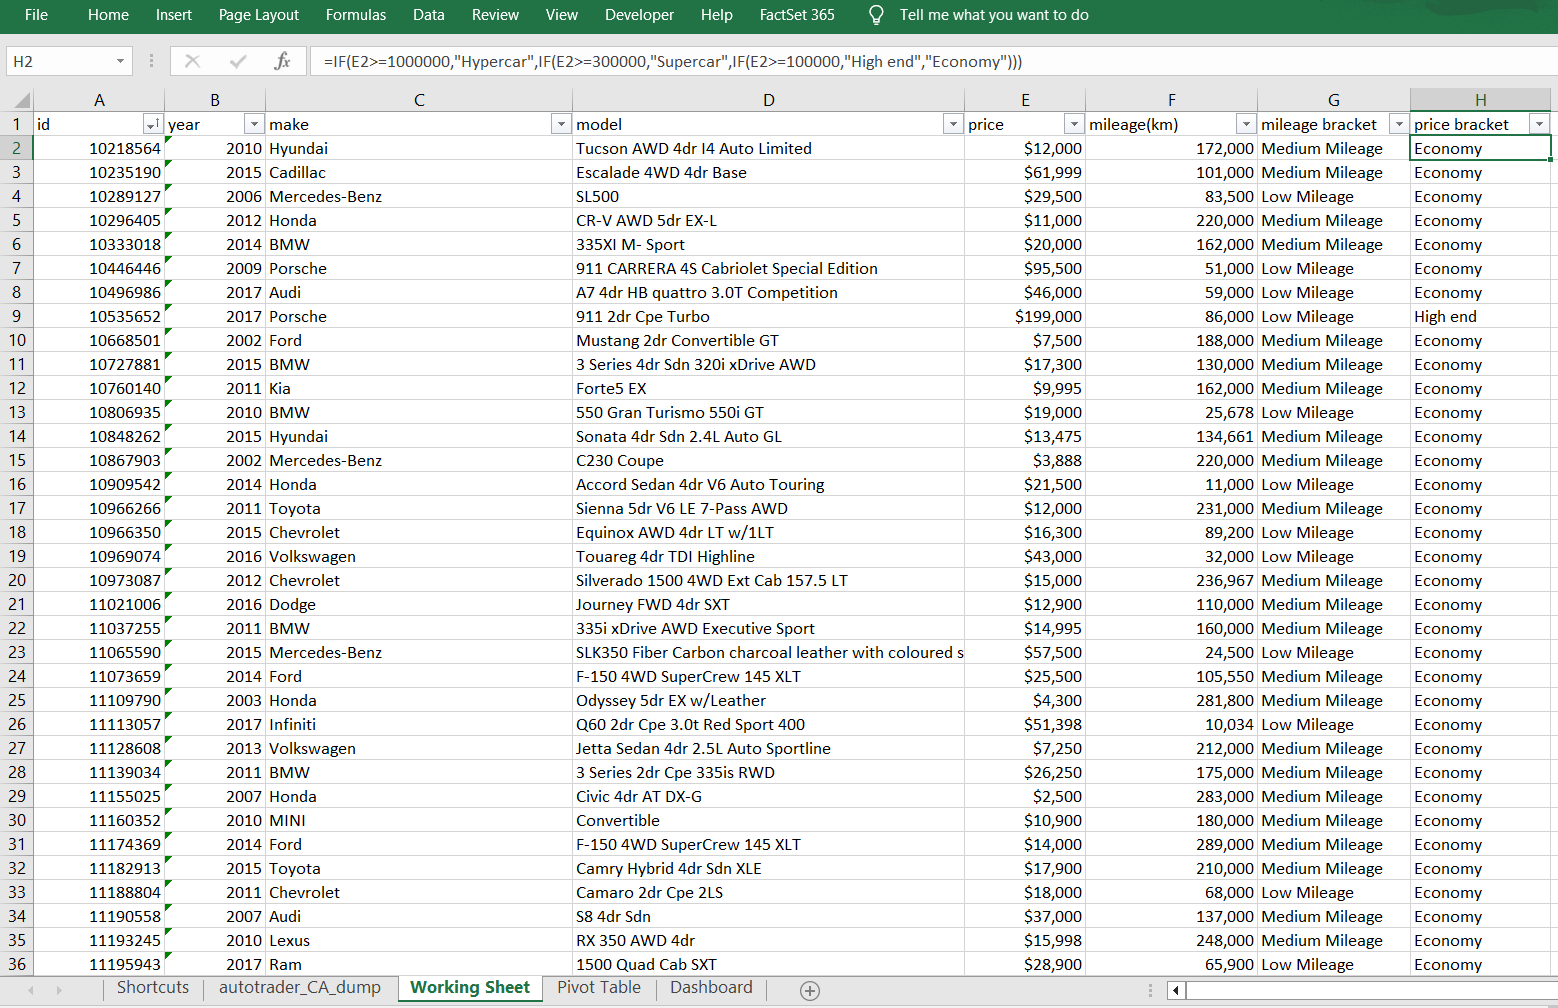 File Home Insert Page Layout Formulas Data Review View Developer Help FactSet 365 Tell me what you want to do
H2 fx =IF(E2>=1000000,"Hypercar",IF(E2>=300000,"Supercar",IF(E2>=100000,"High end","Economy")))
A B C D E F G H
1 id year make model price mileage(km) mileage bracket price bracket
2 10218564 2010 Hyundai Tucson AWD 4dr I4 Auto Limited $12,000 172,000 Medium Mileage Economy
3 10235190 2015 Cadillac Escalade 4WD 4dr Base $61,999 101,000 Medium Mileage Economy
4 10289127 2006 Mercedes-Benz SL500 $29,500 83,500 Low Mileage Economy
5 10296405 2012 Honda CR-V AWD 5dr EX-L $11,000 220,000 Medium Mileage Economy
6 10333018 2014 BMW 335XI M- Sport $20,000 162,000 Medium Mileage Economy
7 10446446 2009 Porsche 911 CARRERA 4S Cabriolet Special Edition $95,500 51,000 Low Mileage Economy
8 10496986 2017 Audi A7 4dr HB quattro 3.0T Competition $46,000 59,000 Low Mileage Economy
9 10535652 2017 Porsche 911 2dr Cpe Turbo $199,000 86,000 Low Mileage High end
10 10668501 2002 Ford Mustang 2dr Convertible GT $7,500 188,000 Medium Mileage Economy
11 10727881 2015 BMW 3 Series 4dr Sdn 320i xDrive AWD $17,300 130,000 Medium Mileage Economy
12 10760140 2011 Kia Forte5 EX $9,995 162,000 Medium Mileage Economy
13 10806935 2010 BMW 550 Gran Turismo 550i GT $19,000 25,678 Low Mileage Economy
14 10848262 2015 Hyundai Sonata 4dr Sdn 2.4L Auto GL $13,475 134,661 Medium Mileage Economy
15 10867903 2002 Mercedes-Benz C230 Coupe $3,888 220,000 Medium Mileage Economy
16 10909542 2014 Honda Accord Sedan 4dr V6 Auto Touring $21,500 11,000 Low Mileage Economy
17 10966266 2011 Toyota Sienna 5dr V6 LE 7-Pass AWD $12,000 231,000 Medium Mileage Economy
18 10966350 2015 Chevrolet Equinox AWD 4dr LT w/1LT $16,300 89,200 Low Mileage Economy
19 10969074 2016 Volkswagen Touareg 4dr TDI Highline $43,000 32,000 Low Mileage Economy
20 10973087 2012 Chevrolet Silverado 1500 4WD Ext Cab 157.5 LT $15,000 236,967 Medium Mileage Economy
21 11021006 2016 Dodge Journey FWD 4dr SXT $12,900 110,000 Medium Mileage Economy
22 11037255 2011 BMW 335i xDrive AWD Executive Sport $14,995 160,000 Medium Mileage Economy
23 11065590 2015 Mercedes-Benz SLK350 Fiber Carbon charcoal leather with coloured s $57,500 24,500 Low Mileage Economy
24 11073659 2014 Ford F-150 4WD SuperCrew 145 XLT $25,500 105,550 Medium Mileage Economy
25 11109790 2003 Honda Odyssey 5dr EX w/Leather $4,300 281,800 Medium Mileage Economy
26 11113057 2017 Infiniti Q60 2dr Cpe 3.0t Red Sport 400 $51,398 10,034 Low Mileage Economy
27 11128608 2013 Volkswagen Jetta Sedan 4dr 2.5L Auto Sportline $7,250 212,000 Medium Mileage Economy
28 11139034 2011 BMW 3 Series 2dr Cpe 335is RWD $26,250 175,000 Medium Mileage Economy
29 11155025 2007 Honda Civic 4dr AT DX-G $2,500 283,000 Medium Mileage Economy
30 11160352 2010 MINI Convertible $10,900 180,000 Medium Mileage Economy
31 11174369 2014 Ford F-150 4WD SuperCrew 145 XLT $14,000 289,000 Medium Mileage Economy
32 11182913 2015 Toyota Camry Hybrid 4dr Sdn XLE $17,900 210,000 Medium Mileage Economy
33 11188804 2011 Chevrolet Camaro 2dr Cpe 2LS $18,000 68,000 Low Mileage Economy
34 11190558 2007 Audi S8 4dr Sdn $37,000 137,000 Medium Mileage Economy
35 11193245 2010 Lexus RX 350 AWD 4dr $15,998 248,000 Medium Mileage Economy
36 11195943 2017 Ram 1500 Quad Cab SXT $28,900 65,900 Low Mileage Economy
Shortcuts autotrader_CA_dump Working Sheet Pivot Table Dashboard